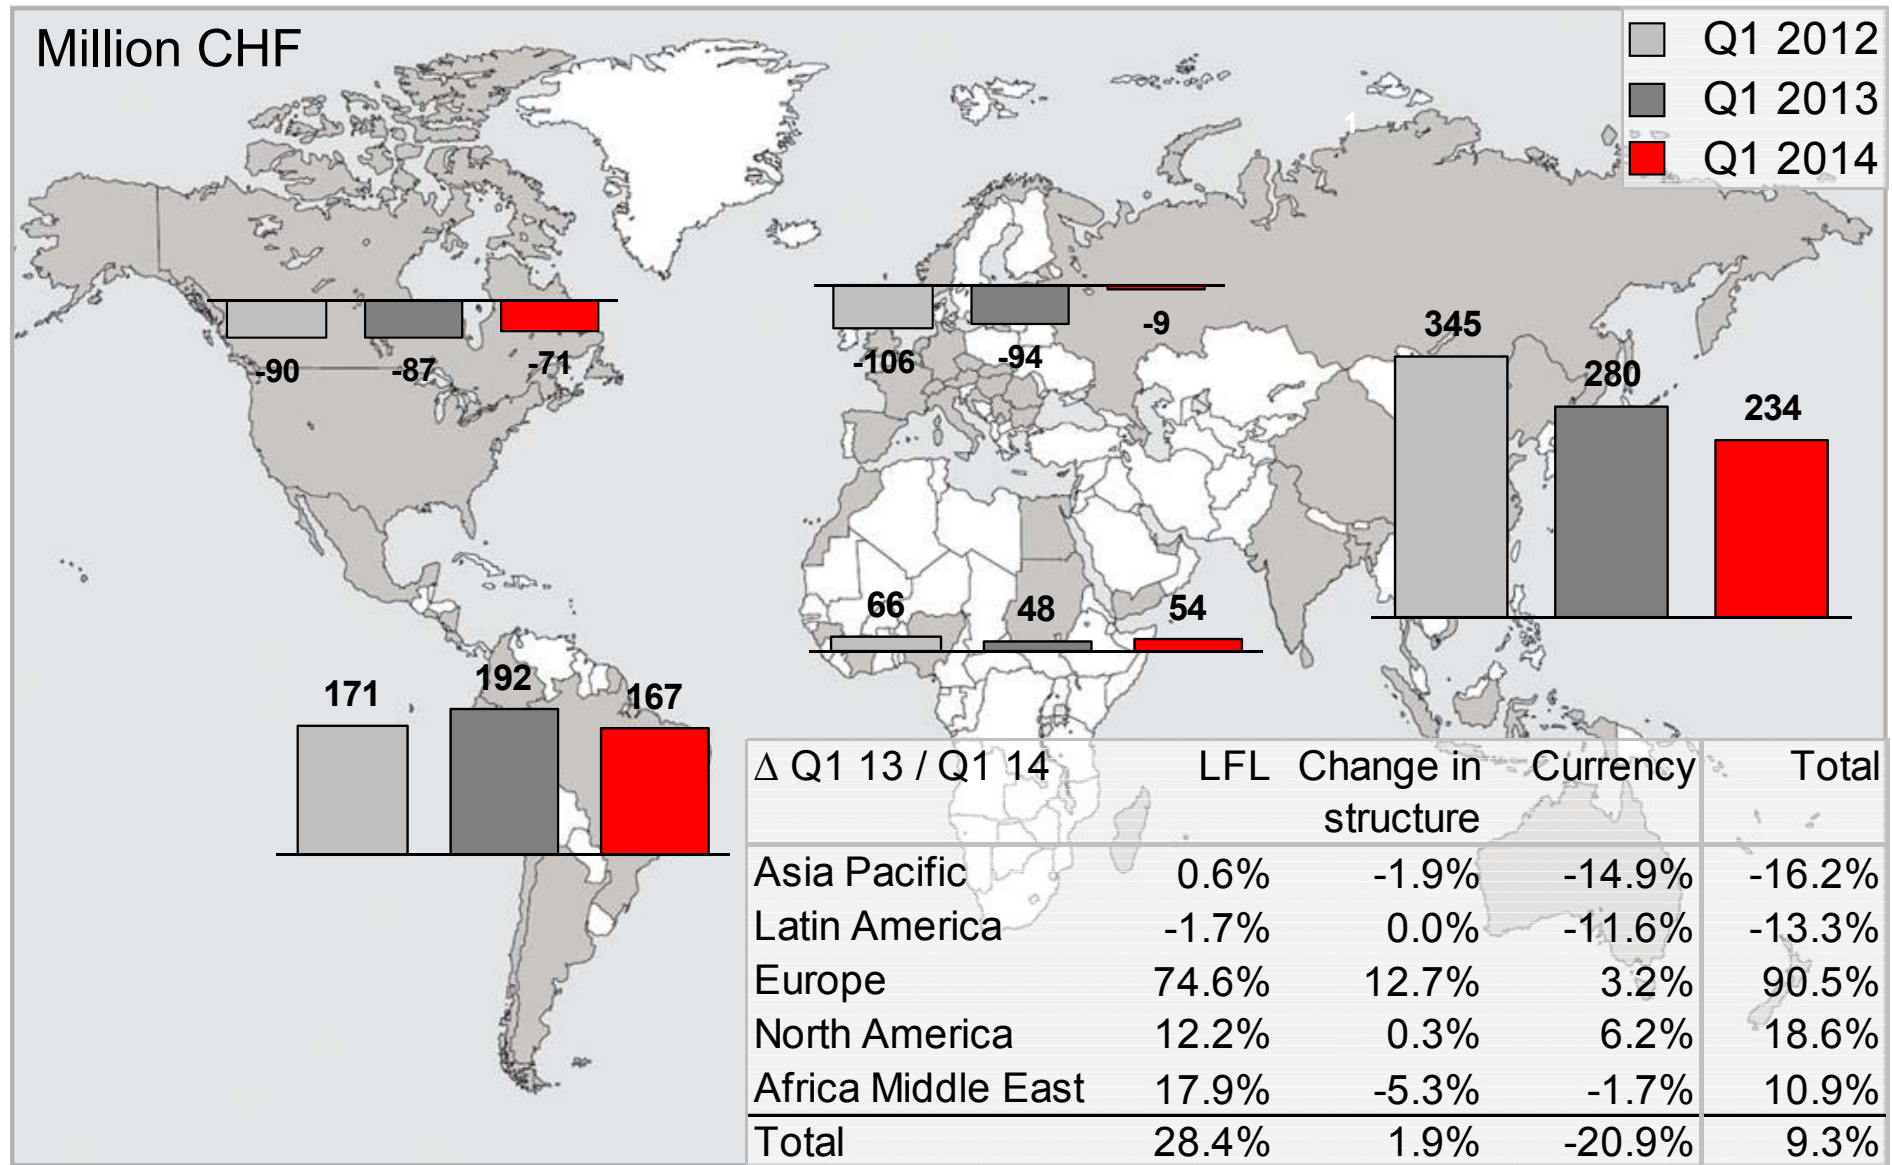 Million CHF
Q1 2012
Q1 2013
Q1 2014
1
-90 -87 -71
-106 -94 -9
345 280 234
66 48 54
171 192 167
Δ Q1 13 / Q1 14 LFL Change in structure Currency Total
Asia Pacific 0.6% -1.9% -14.9% -16.2%
Latin America -1.7% 0.0% -11.6% -13.3%
Europe 74.6% 12.7% 3.2% 90.5%
North America 12.2% 0.3% 6.2% 18.6%
Africa Middle East 17.9% -5.3% -1.7% 10.9%
Total 28.4% 1.9% -20.9% 9.3%